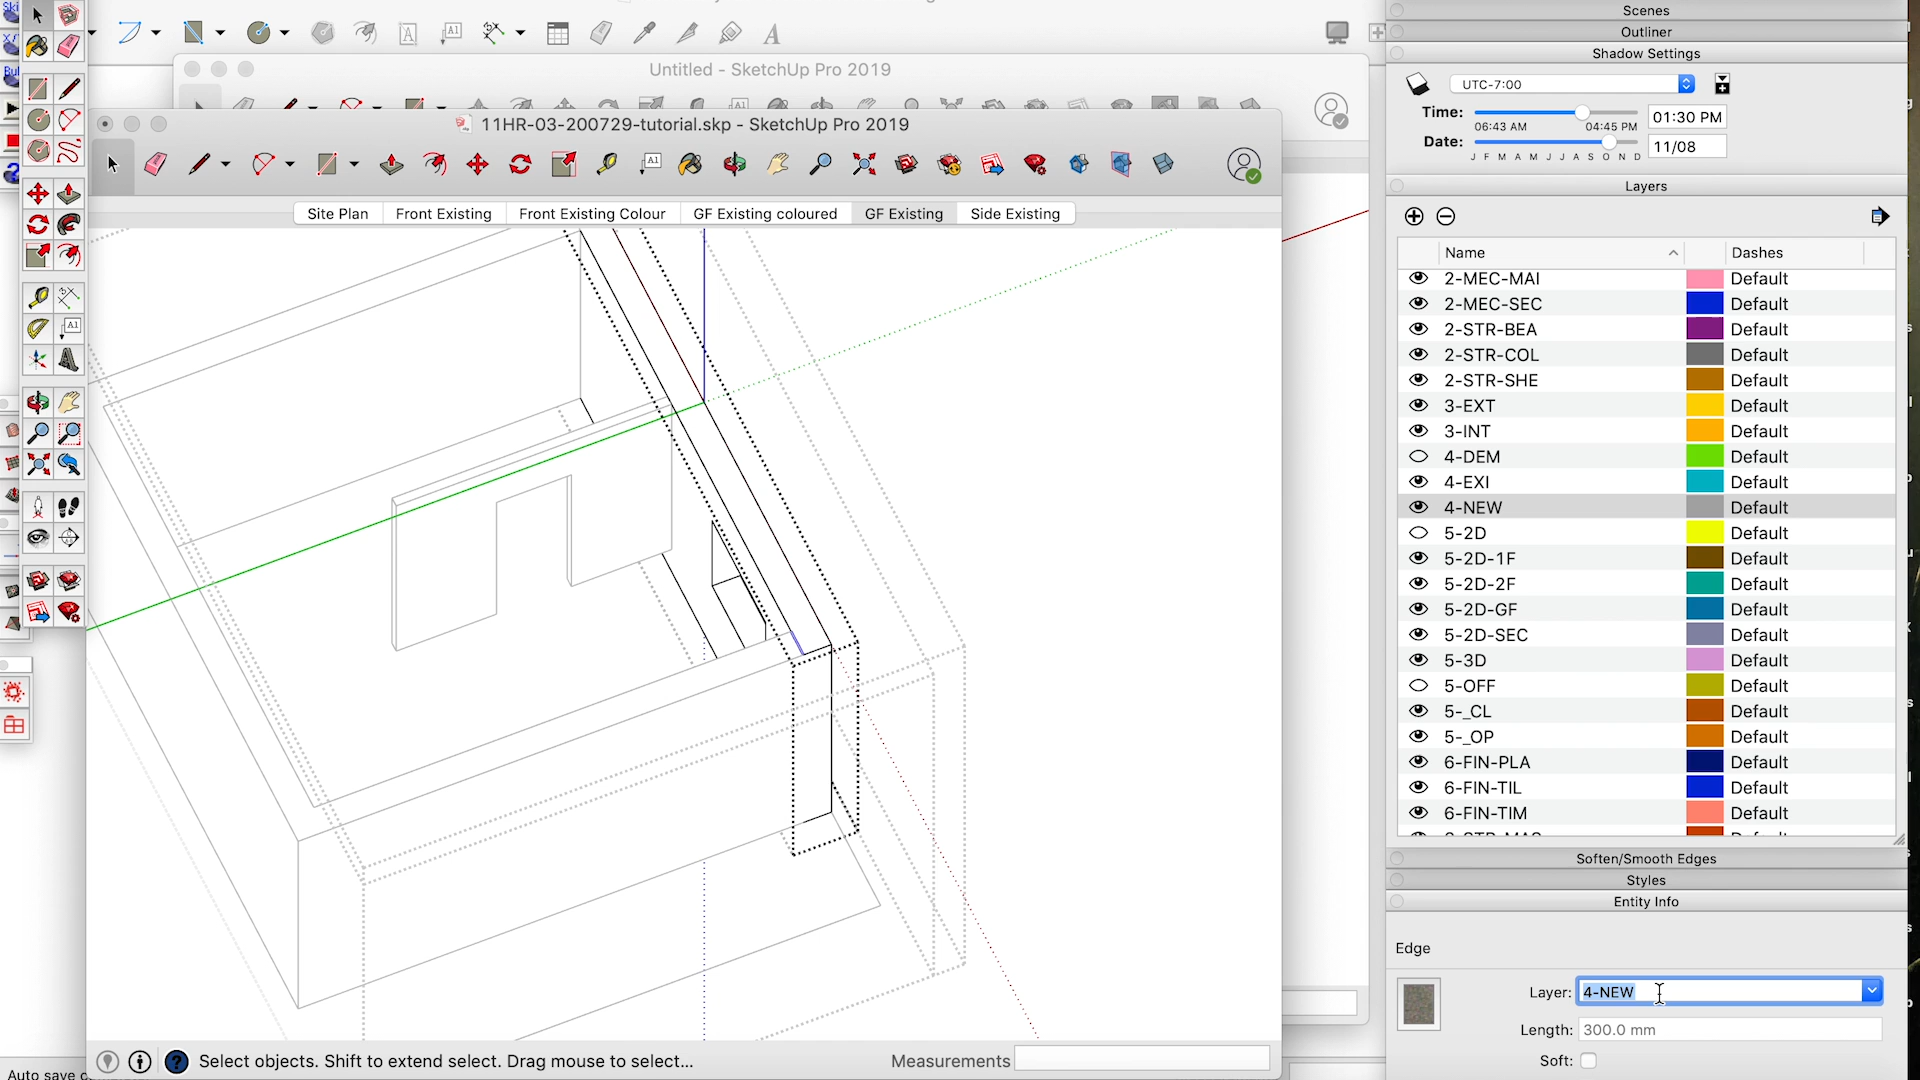 Untitled - SketchUp Pro 2019
11HR-03-200729-tutorial.skp - SketchUp Pro 2019
Site Plan
Front Existing
Front Existing Colour
GF Existing coloured
GF Existing
Side Existing
Select objects. Shift to extend select. Drag mouse to select...
Measurements
Scenes
Outliner
Shadow Settings
UTC-7:00
Time:
01:30 PM
06:43 AM
04:45 PM
Date:
11/08
J F M A M J J A S O N D
Layers
Name
Dashes
2-MEC-MAI Default
2-MEC-SEC Default
2-STR-BEA Default
2-STR-COL Default
2-STR-SHE Default
3-EXT Default
3-INT Default
4-DEM Default
4-EXI Default
4-NEW Default
5-2D Default
5-2D-1F Default
5-2D-2F Default
5-2D-GF Default
5-2D-SEC Default
5-3D Default
5-OFF Default
5-_CL Default
5-_OP Default
6-FIN-PLA Default
6-FIN-TIL Default
6-FIN-TIM Default
Soften/Smooth Edges
Styles
Entity Info
Edge
Layer: 4-NEW
Length: 300.0 mm
Soft:
Auto save